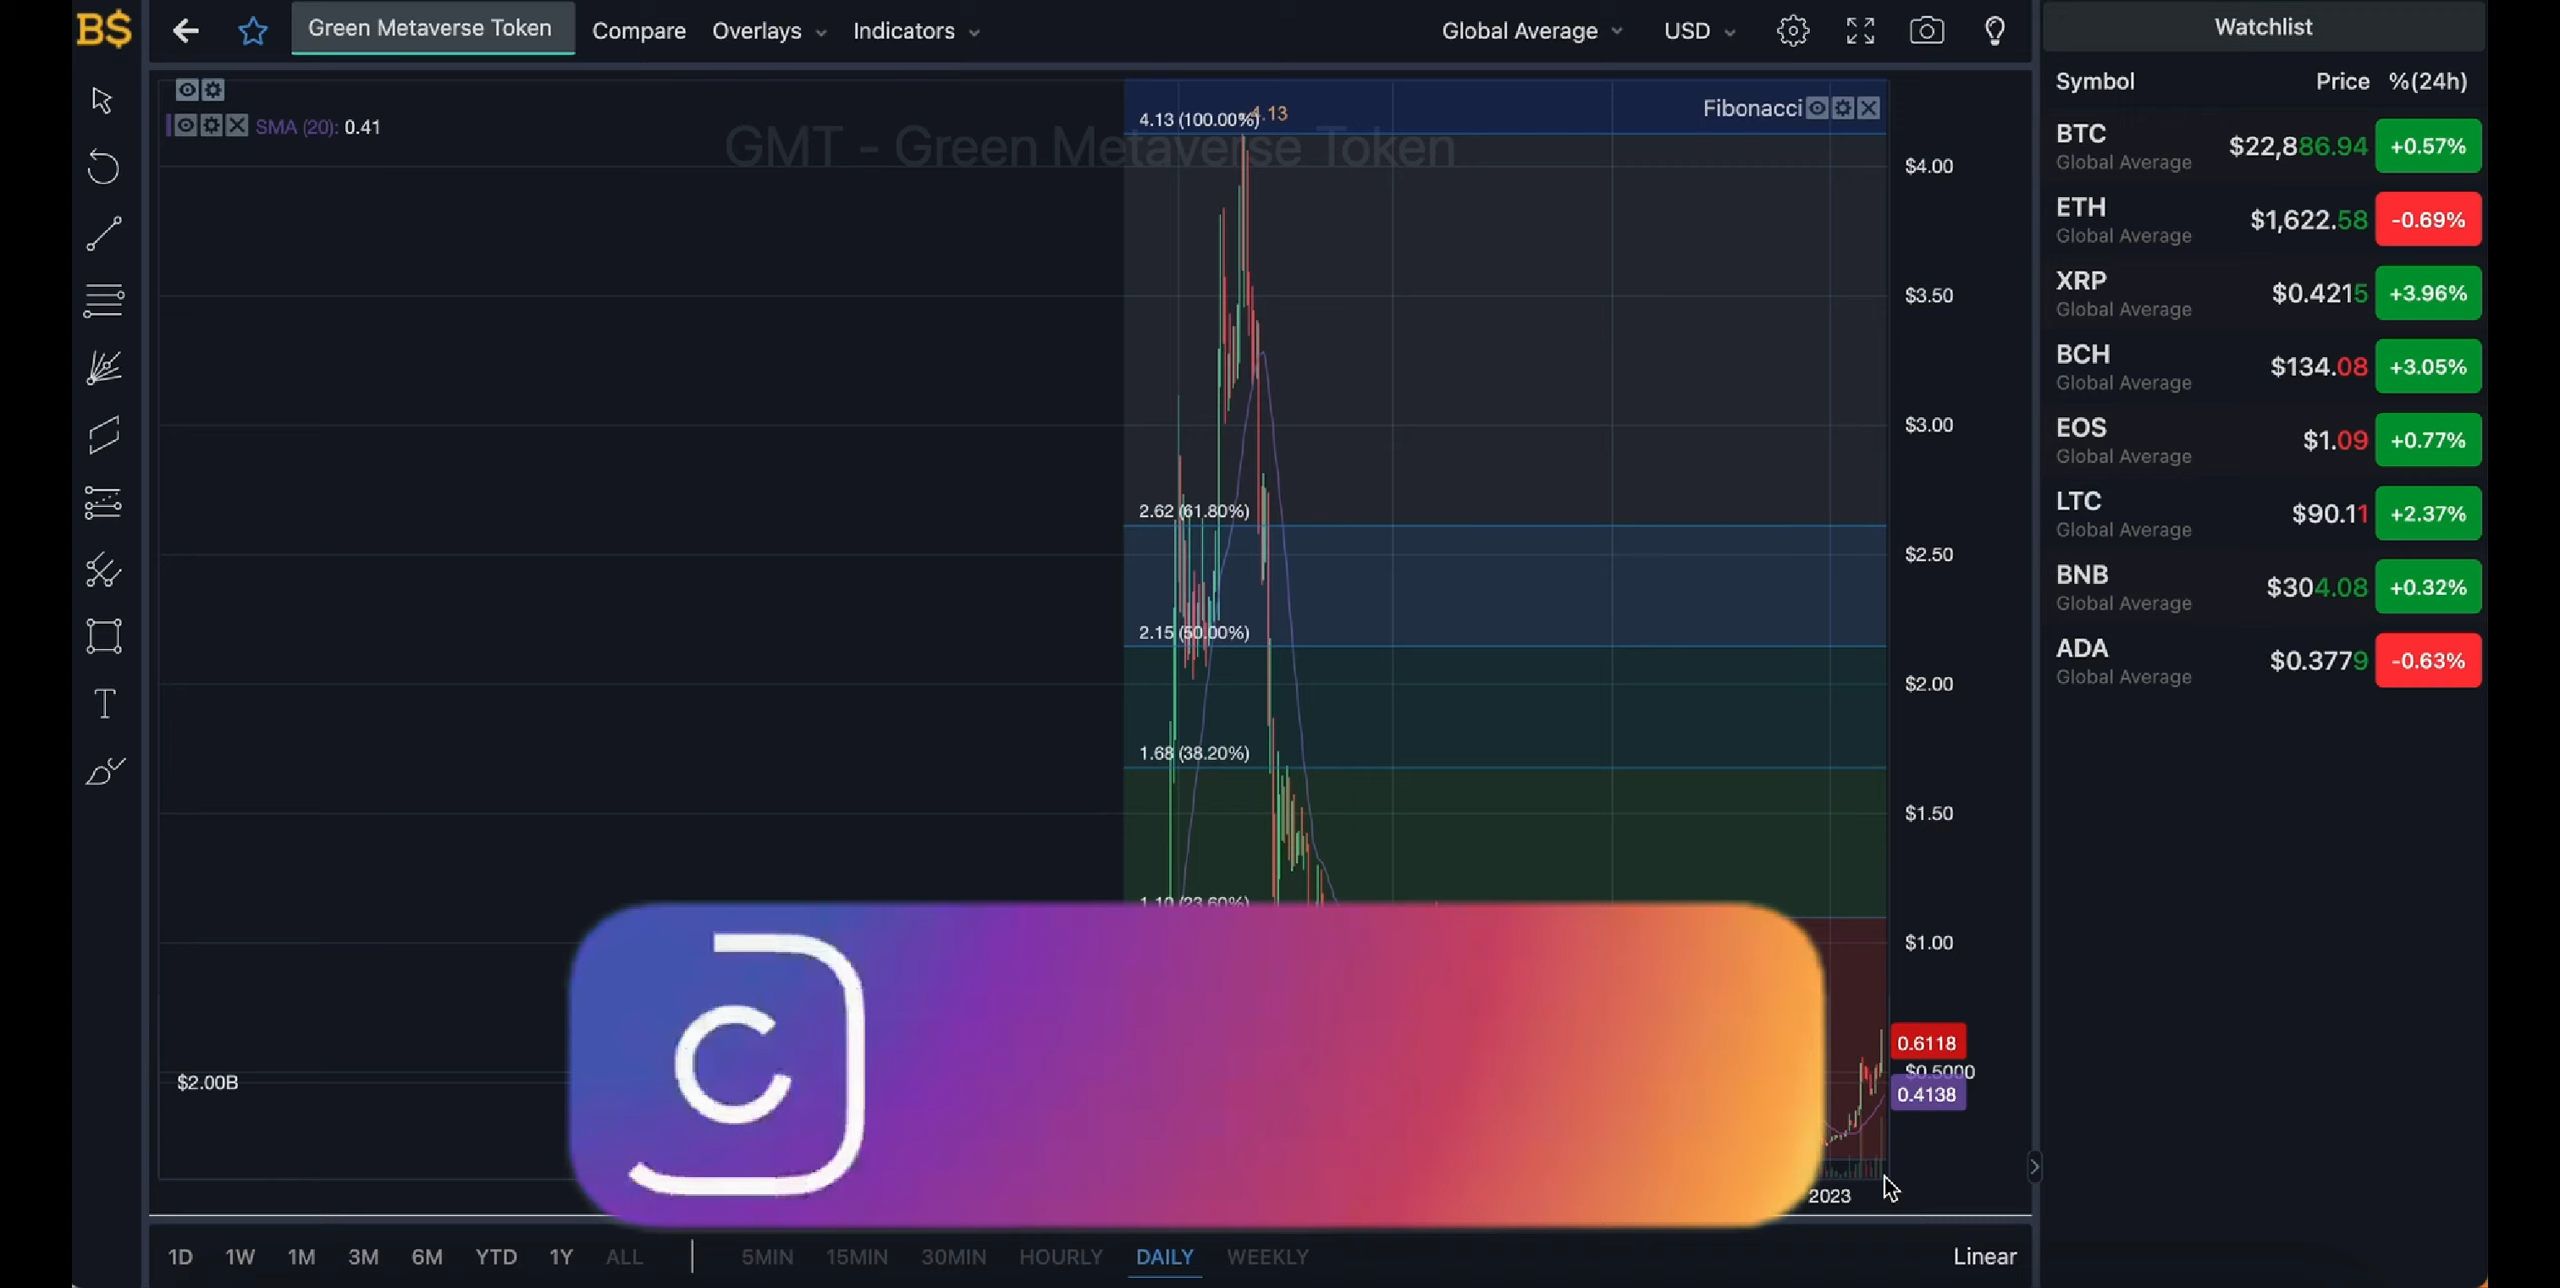 B$
Green Metaverse Token
Compare
Overlays
Indicators
Global Average
USD
Watchlist
Symbol Price %(24h)
SMA (20): 0.41
GMT - Green Metaverse Token
Fibonacci
4.13 (100.00%)
4.13
2.62 (61.80%)
2.15 (50.00%)
1.68 (38.20%)
1.10 (23.60%)
$4.00
$3.50
$3.00
$2.50
$2.00
$1.50
$1.00
0.6118
$0.5000
0.4138
$2.00B
2023
BTC $22,886.94 +0.57%
Global Average
ETH $1,622.58 -0.69%
Global Average
XRP $0.4215 +3.96%
Global Average
BCH $134.08 +3.05%
Global Average
EOS $1.09 +0.77%
Global Average
LTC $90.11 +2.37%
Global Average
BNB $304.08 +0.32%
Global Average
ADA $0.3779 -0.63%
Global Average
C
1D 1W 1M 3M 6M YTD 1Y ALL 5MIN 15MIN 30MIN HOURLY DAILY WEEKLY Linear